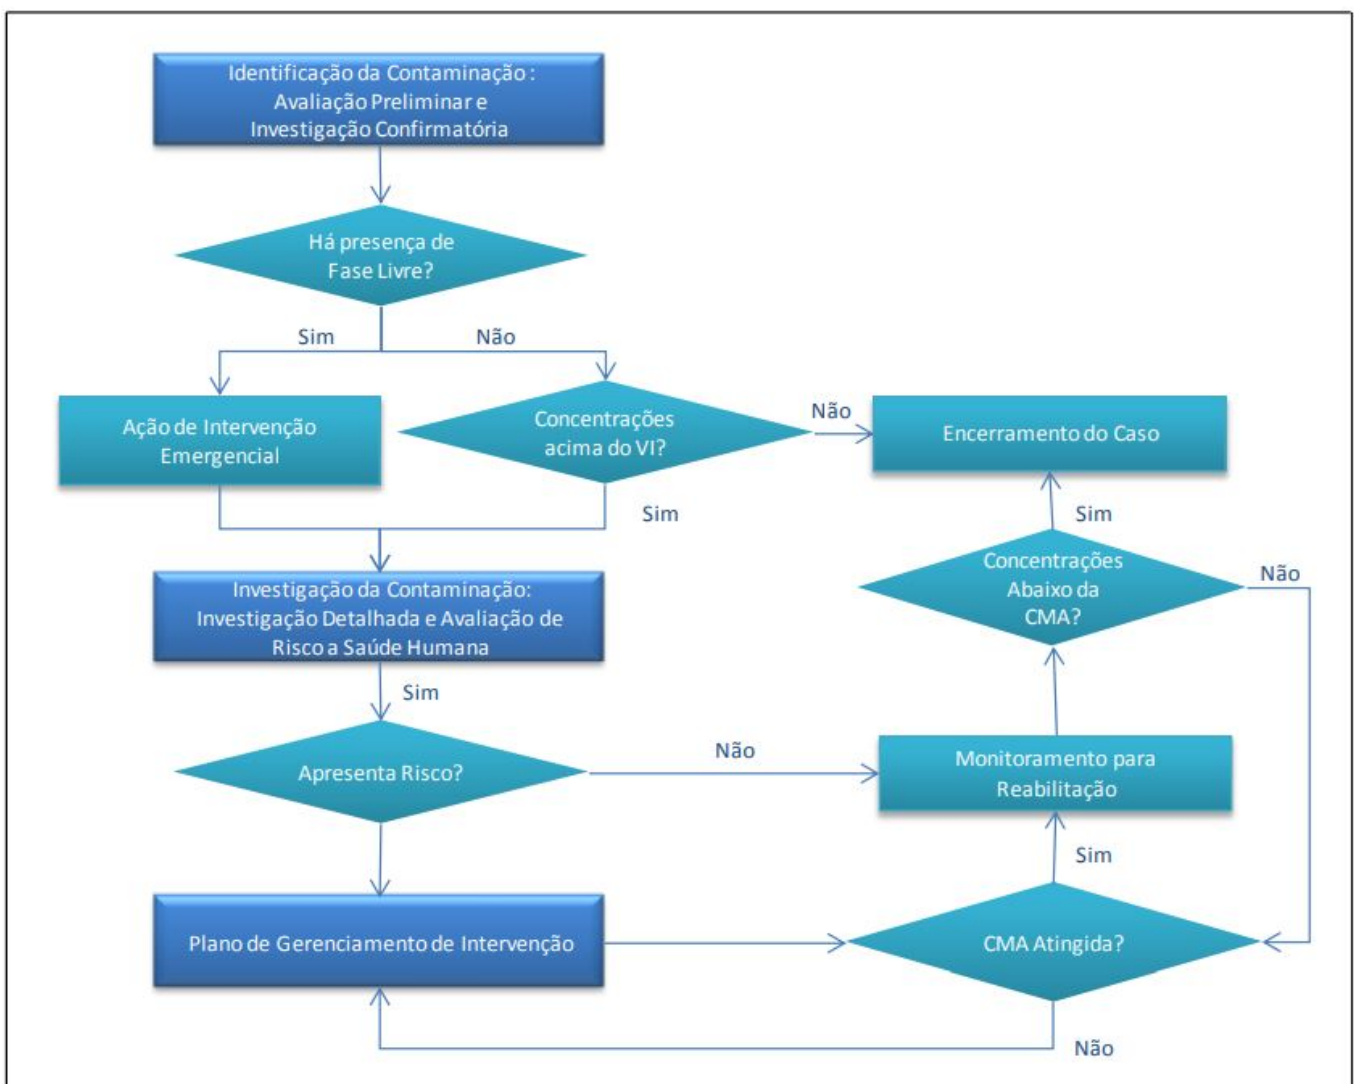 Identificação da Contaminação :
Avaliação Preliminar e
Investigação Confirmatória
Há presença de
Fase Livre?
Sim
Não
Ação de Intervenção
Emergencial
Concentrações
acima do VI?
Não
Encerramento do Caso
Sim
Sim
Investigação da Contaminação:
Investigação Detalhada e Avaliação de
Risco a Saúde Humana
Concentrações
Abaixo da
CMA?
Não
Sim
Apresenta Risco?
Não
Monitoramento para
Reabilitação
Sim
Plano de Gerenciamento de Intervenção
CMA Atingida?
Não